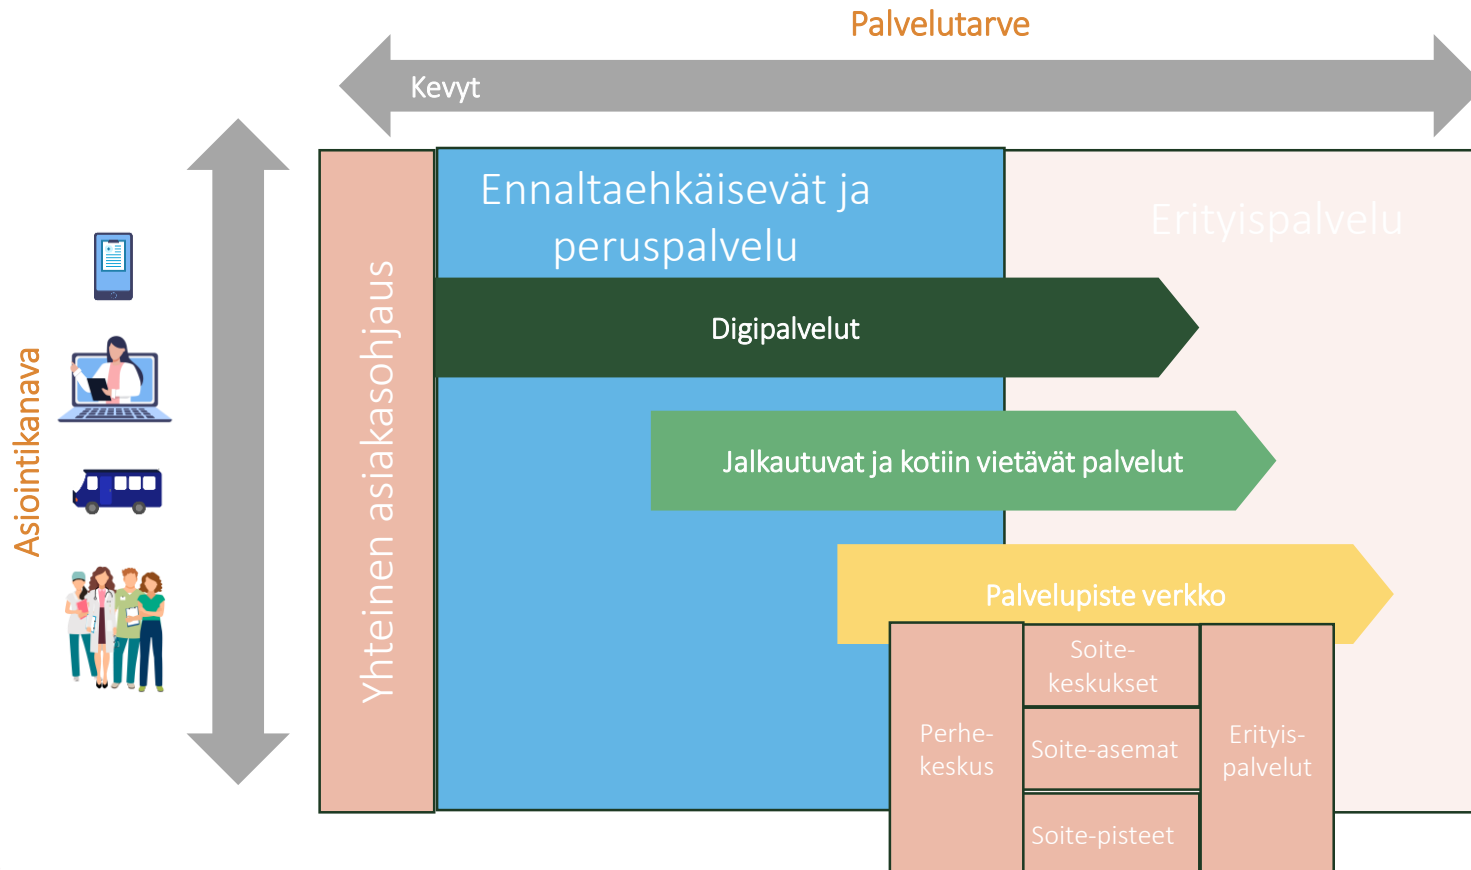 Palvelutarve
Kevyt
Asiointikanava
Yhteinen asiakasohjaus
Ennaltaehkäisevät ja
peruspalvelu
Erityispalvelu
Digipalvelut
Jalkautuvat ja kotiin vietävät palvelut
Palvelupiste verkko
Perhe-
keskus
Soite-
keskukset
Soite-asemat
Soite-pisteet
Erityis-
palvelut